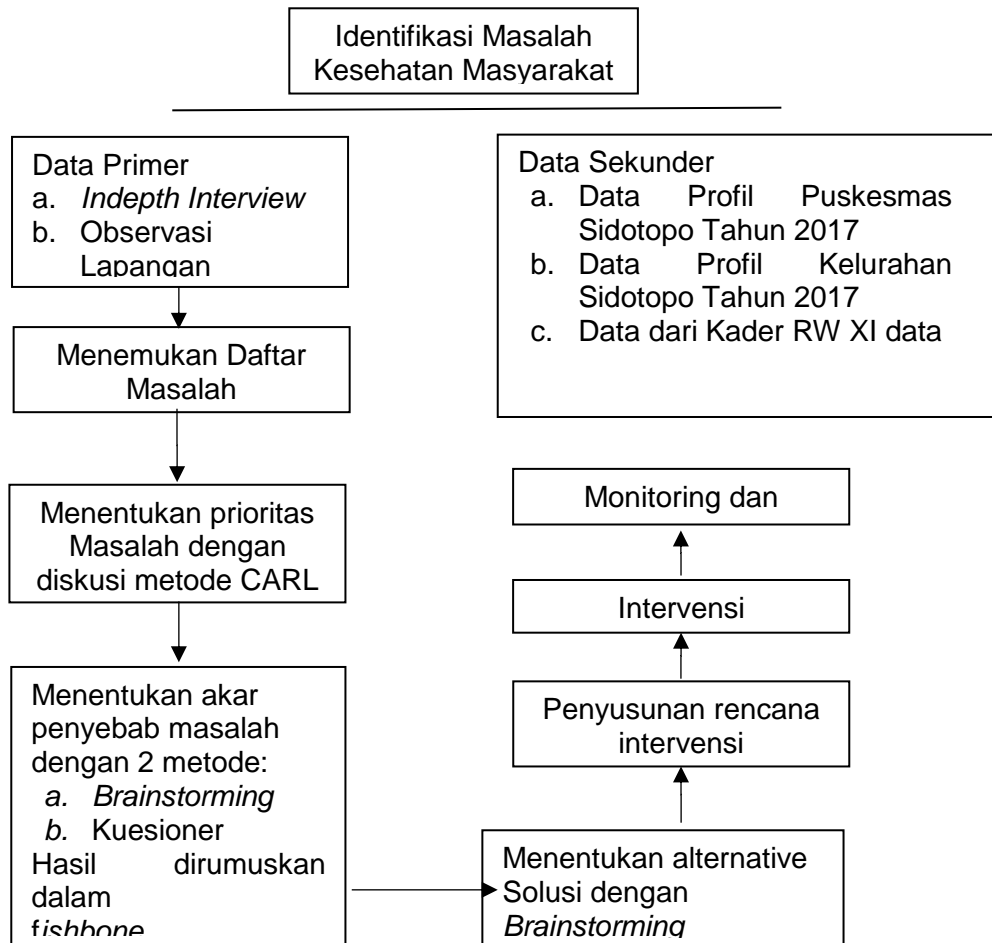 Identifikasi Masalah
Kesehatan Masyarakat
Data Primer
a. Indepth Interview
b. Observasi
Lapangan
Data Sekunder
a. Data Profil Puskesmas
Sidotopo Tahun 2017
b. Data Profil Kelurahan
Sidotopo Tahun 2017
c. Data dari Kader RW XI data
Menemukan Daftar
Masalah
Menentukan prioritas
Masalah dengan
diskusi metode CARL
Menentukan akar
penyebab masalah
dengan 2 metode:
a. Brainstorming
b. Kuesioner
Hasil dirumuskan
dalam
fishbone
Menentukan alternative
Solusi dengan
Brainstorming
Penyusunan rencana
intervensi
Intervensi
Monitoring dan